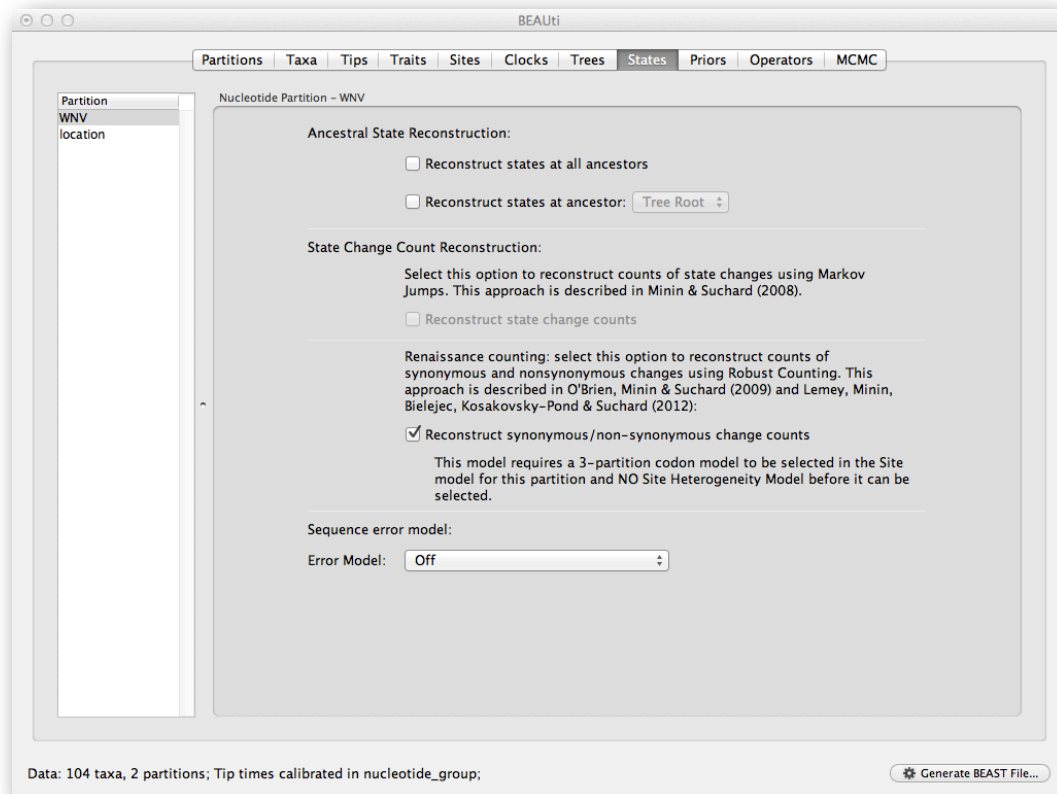 BEAUti
Partitions Taxa Tips Traits Sites Clocks Trees States Priors Operators MCMC
Partition
WNV
location
Nucleotide Partition – WNV
Ancestral State Reconstruction:
Reconstruct states at all ancestors
Reconstruct states at ancestor: Tree Root
State Change Count Reconstruction:
Select this option to reconstruct counts of state changes using Markov
Jumps. This approach is described in Minin & Suchard (2008).
Reconstruct state change counts
Renaissance counting: select this option to reconstruct counts of
synonymous and nonsynonymous changes using Robust Counting. This
approach is described in O'Brien, Minin & Suchard (2009) and Lemey, Minin,
Bielejec, Kosakovsky-Pond & Suchard (2012):
Reconstruct synonymous/non-synonymous change counts
This model requires a 3-partition codon model to be selected in the Site
model for this partition and NO Site Heterogeneity Model before it can be
selected.
Sequence error model:
Error Model: Off
Data: 104 taxa, 2 partitions; Tip times calibrated in nucleotide_group;
Generate BEAST File...